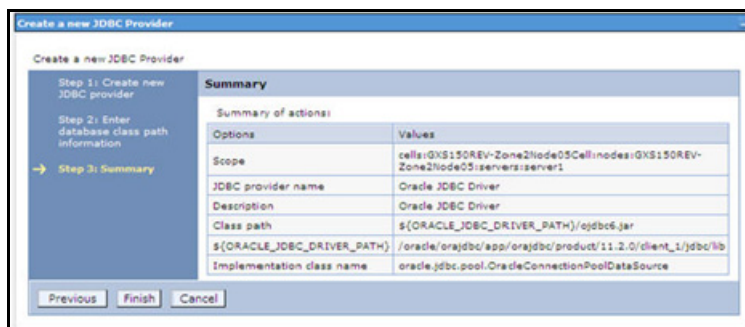 Create a new JDBC Provider
Create a new JDBC Provider
Step 1: Create new
JDBC provider
Step 2: Enter
database class path
information
Step 3: Summary
Summary
Summary of actions:
Options Values
Scope cells:GXS150REV-Zone2Node05Cell:nodes:GXS150REV-
Zone2Node05:servers:server1
JDBC provider name Oracle JDBC Driver
Description Oracle JDBC Driver
Class path ${ORACLE_JDBC_DRIVER_PATH}/ojdbc6.jar
${ORACLE_JDBC_DRIVER_PATH} /oracle/orajdbc/app/orajdbc/product/11.2.0/client_1/jdbc/lib
Implementation class name oracle.jdbc.pool.OracleConnectionPoolDataSource
Previous Finish Cancel